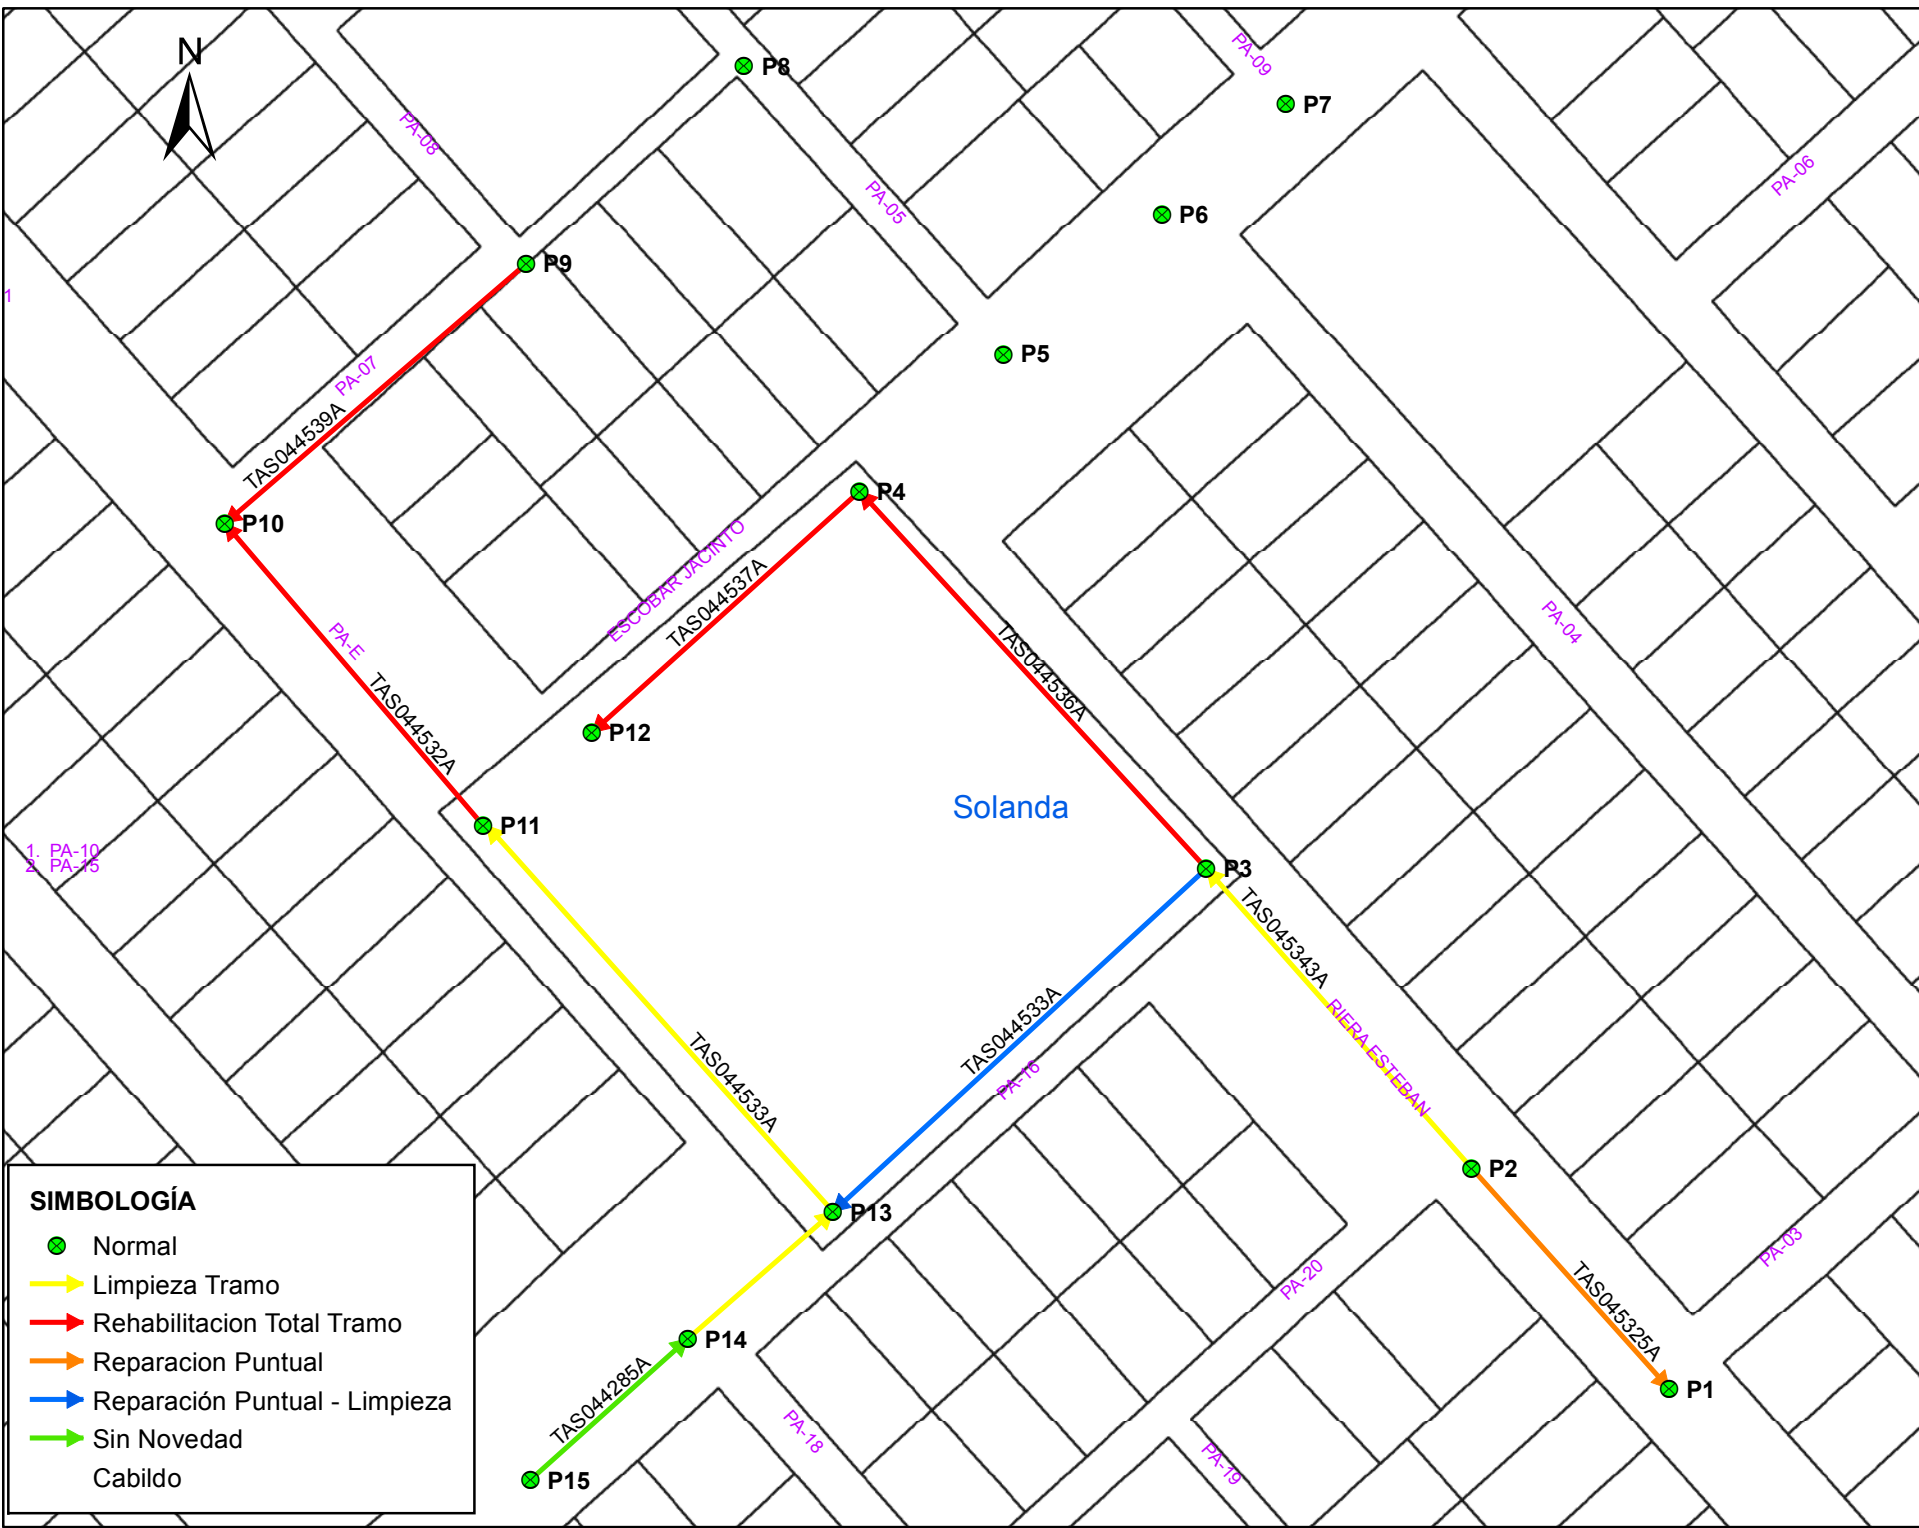 N
P8
PA-09
P7
PA-08
PA-06
PA-05
P6
P9
1
P5
PA-07
TAS044539A
P4
P10
ESCOBAR JACINTO
TAS044537A
PA-04
PA-E
TAS044536A
TAS044532A
P12
Solanda
P11
1. PA-10
2. PA-15
P3
TAS045343A
TAS044533A
TAS044533A
RIERA ESTEBAN
PA-16
P2
P13
PA-03
PA-20
TAS045325A
P14
P1
TAS044285A
PA-18
PA-19
P15
SIMBOLOGÍA
Normal
Limpieza Tramo
Rehabilitacion Total Tramo
Reparacion Puntual
Reparación Puntual - Limpieza
Sin Novedad
Cabildo